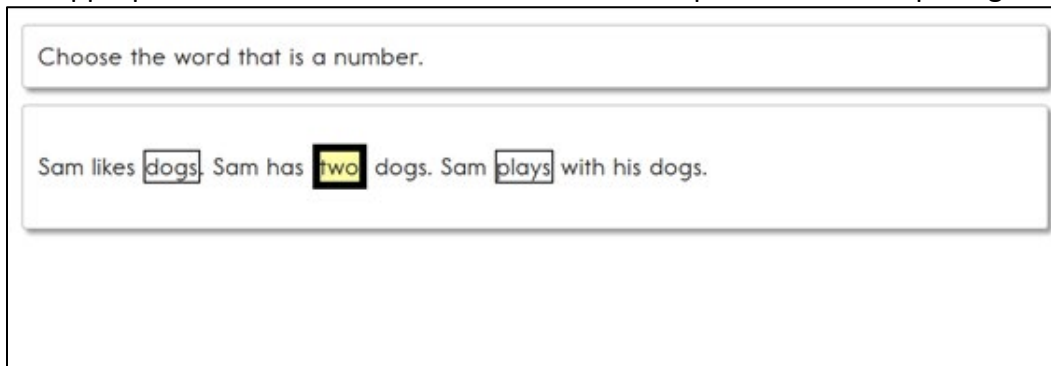 Choose the word that is a number.
Sam likes dogs. Sam has two dogs. Sam plays with his dogs.